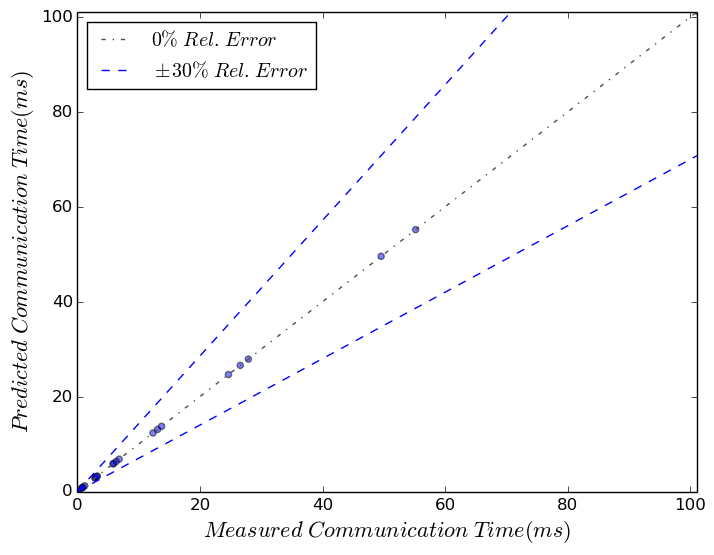 100
0% Rel. Error
±30% Rel. Error
80
60
40
20
0
Predicted Communication Time(ms)
0 20 40 60 80 100
Measured Communication Time(ms)